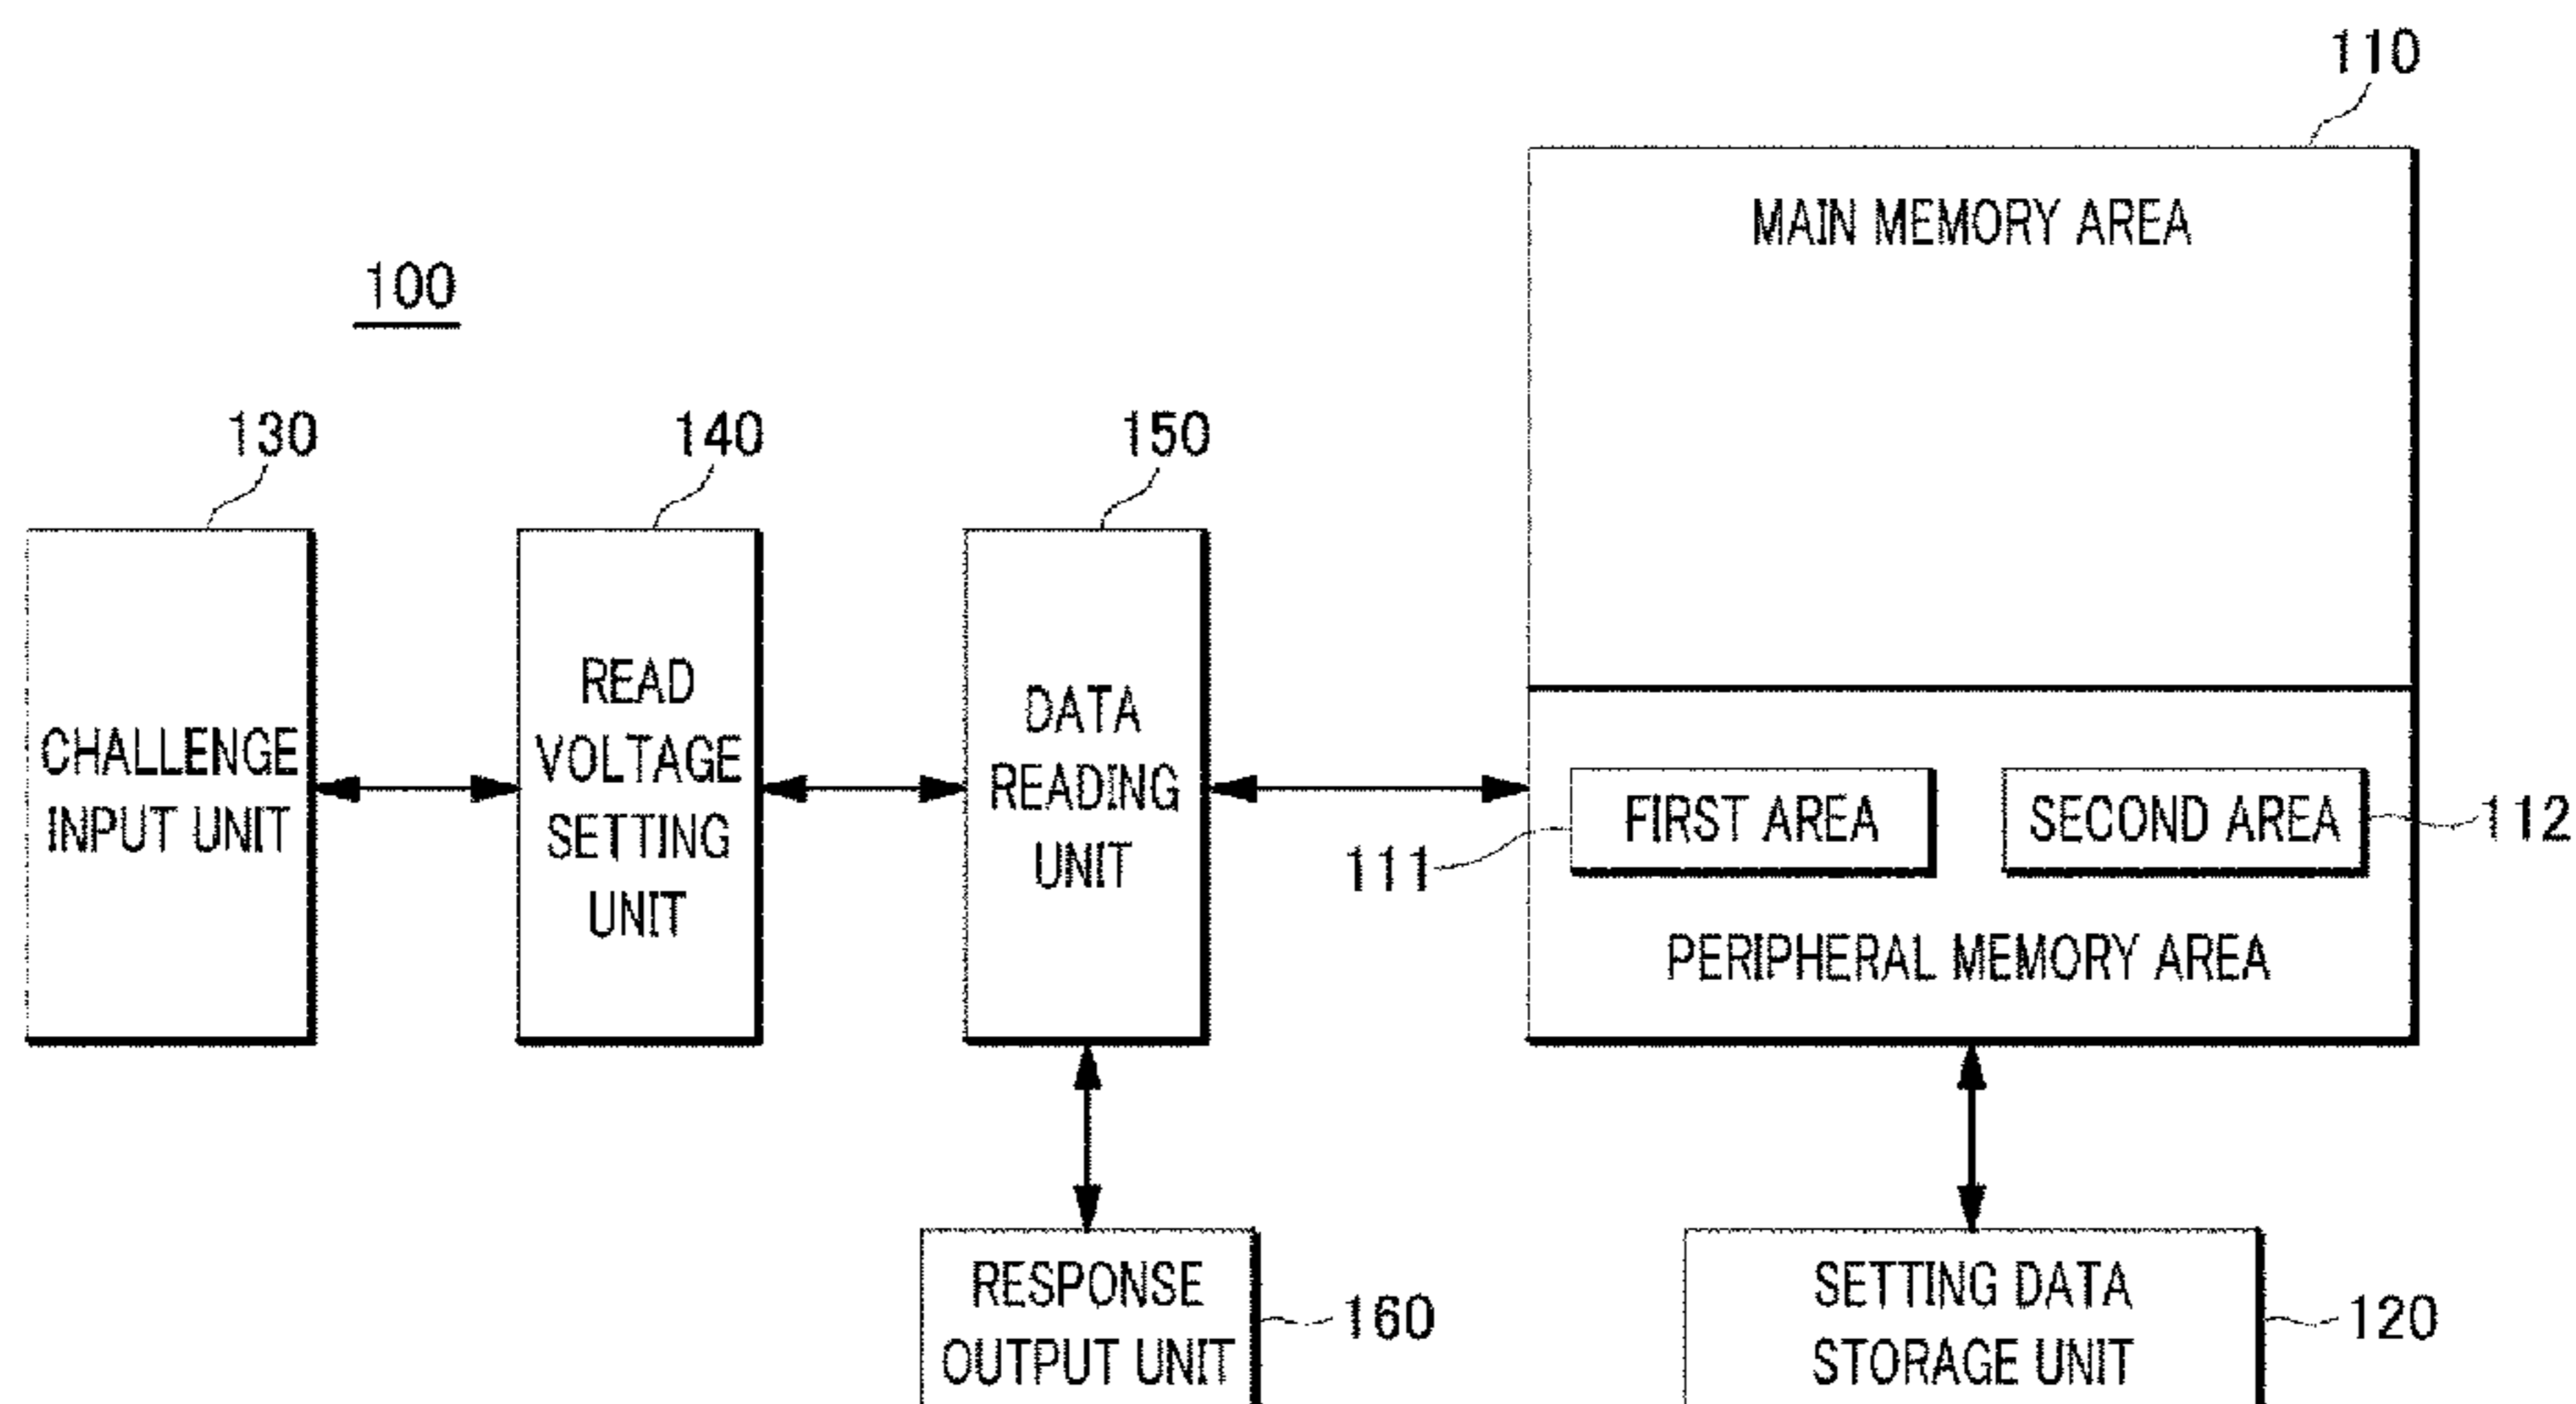 110
MAIN MEMORY AREA
100
130
140
150
CHALLENGE
INPUT UNIT
READ
VOLTAGE
SETTING
UNIT
DATA
READING
UNIT
FIRST AREA
SECOND AREA
111
112
PERIPHERAL MEMORY AREA
RESPONSE
OUTPUT UNIT
160
SETTING DATA
STORAGE UNIT
120